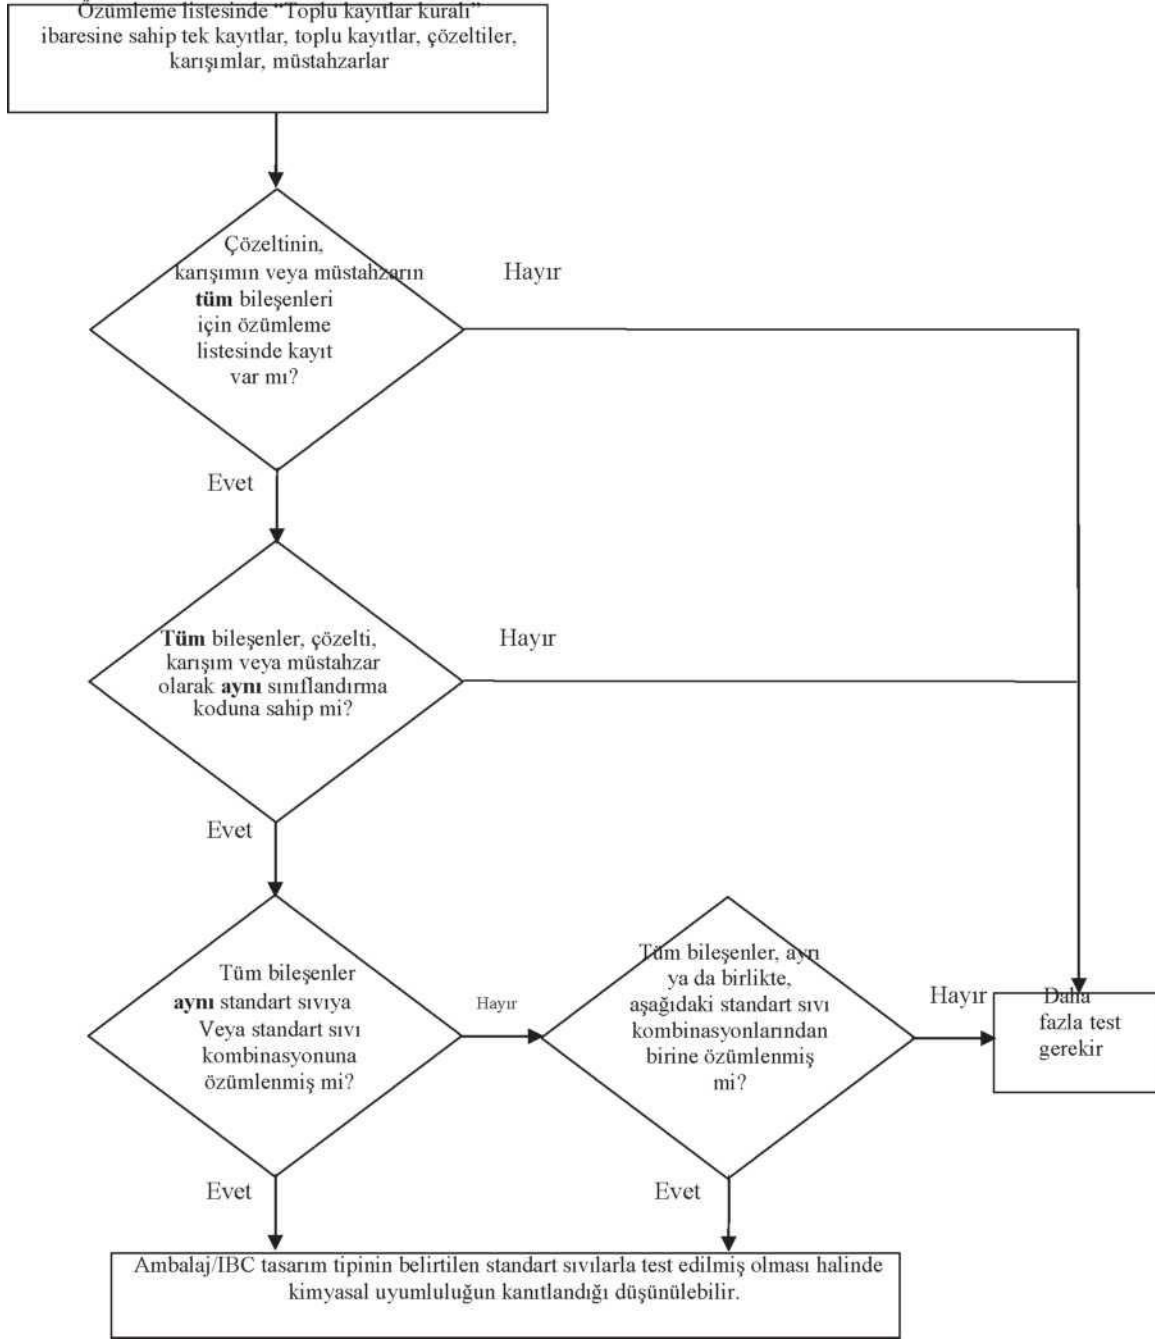 Özümleme listesinde “Toplu kayıtlar kuralı”
ibaresine sahip tek kayıtlar, toplu kayıtlar, çözeltiler,
karışımlar, müstahzarlar
Çözeltinin,
karışımın veya müstahzarın
tüm bileşenleri
için özümleme
listesinde kayıt
var mı?
Hayır
Evet
Tüm bileşenler, çözelti,
karışım veya müstahzar
olarak aynı sınıflandırma
koduna sahip mi?
Hayır
Evet
Tüm bileşenler
aynı standart sıvıya
Veya standart sıvı
kombinasyonuna
özümlenmiş mi?
Hayır
Tüm bileşenler, ayrı
ya da birlikte,
aşağıdaki standart sıvı
kombinasyonlarından
birine özümlenmiş
mi?
Hayır
Daha
fazla test
gerekir
Evet
Evet
Ambalaj/IBC tasarım tipinin belirtilen standart sıvılarla test edilmiş olması halinde
kimyasal uyumluluğun kanıtlandığı düşünülebilir.